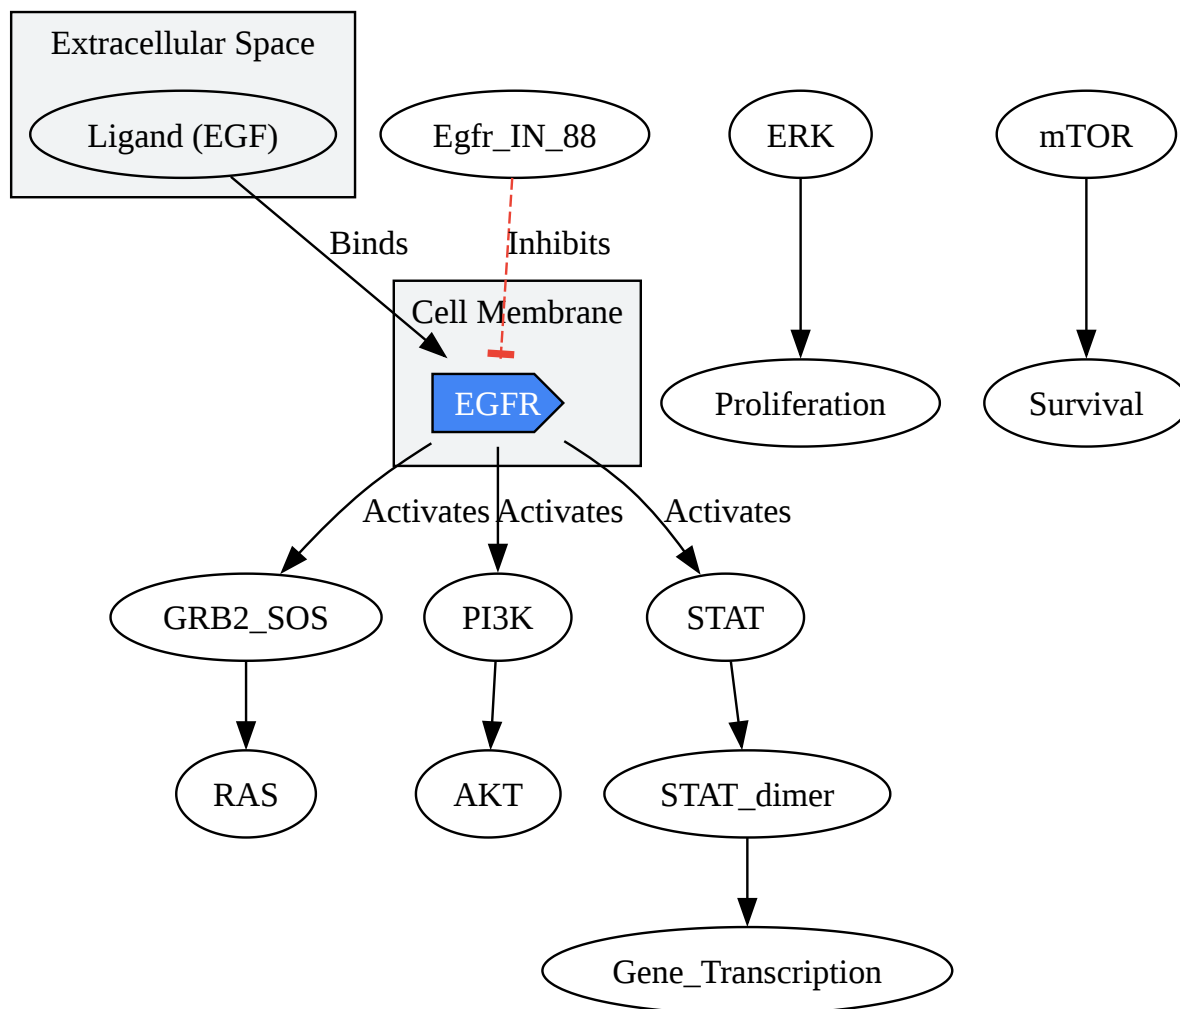 Extracellular Space
Ligand (EGF)
Egfr_IN_88
ERK
mTOR
Binds
Inhibits
Cell Membrane
EGFR
Proliferation
Survival
Activates
Activates
Activates
GRB2_SOS
PI3K
STAT
RAS
AKT
STAT_dimer
Gene_Transcription